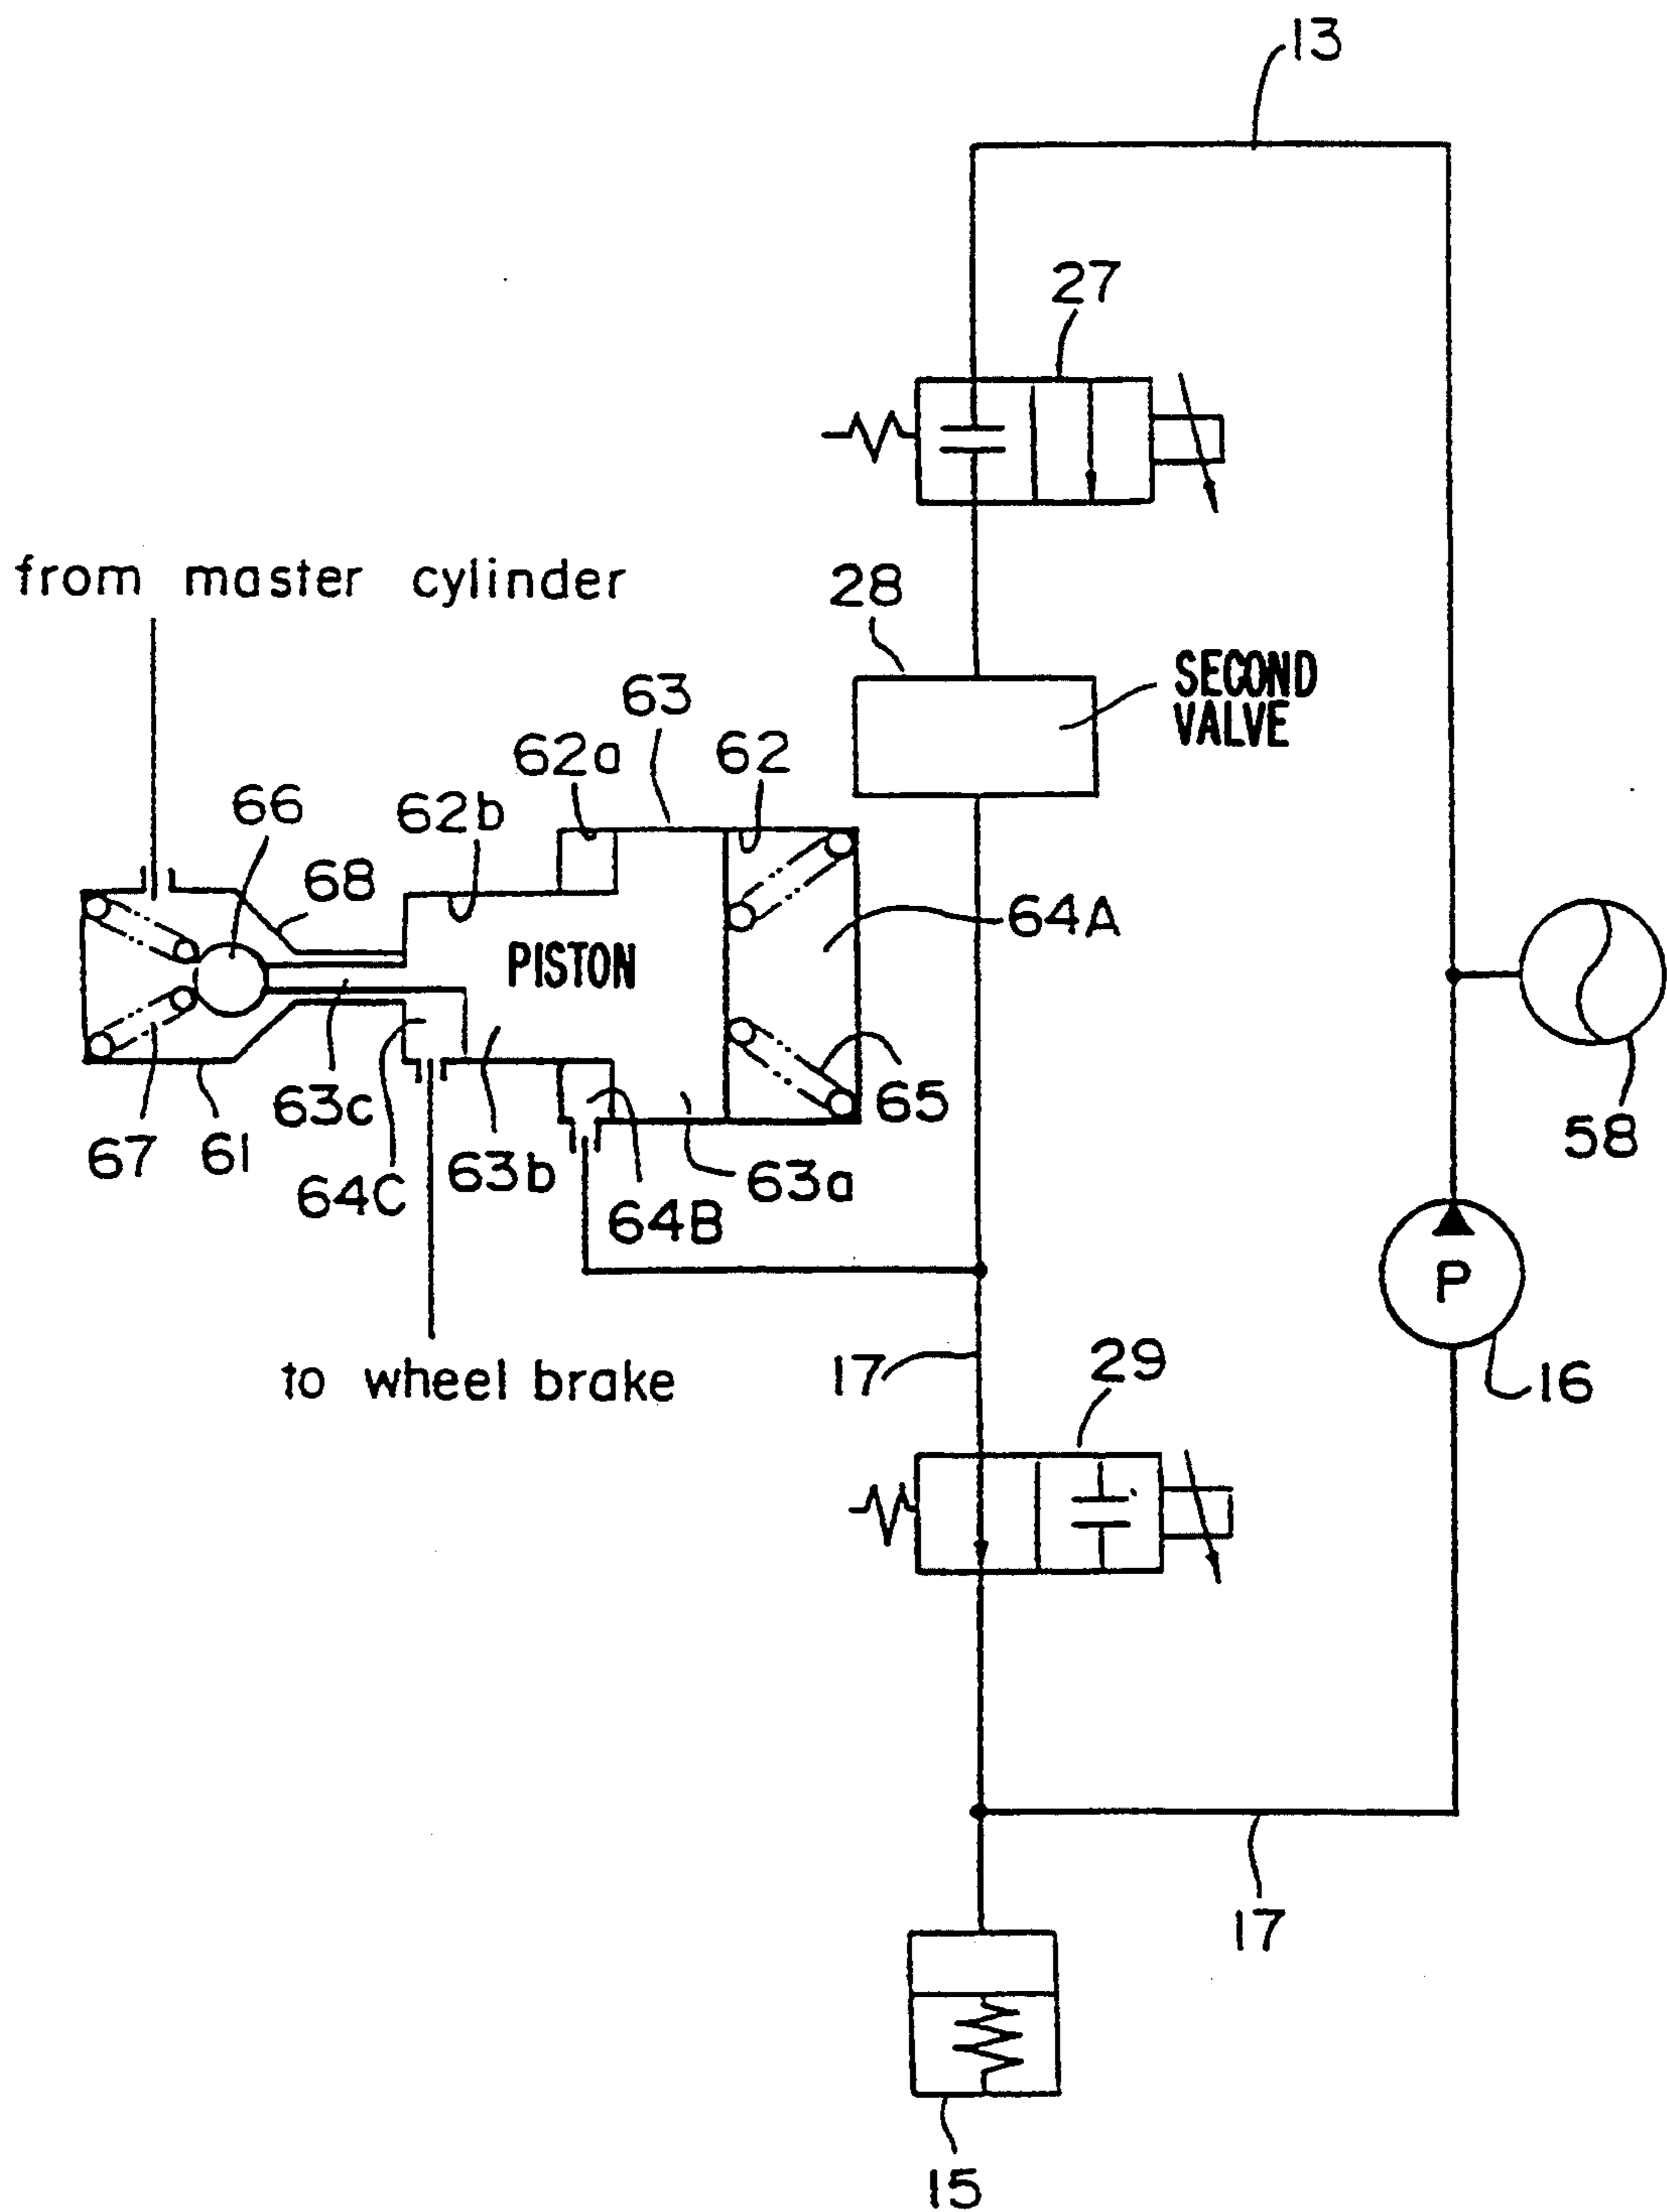 13
27
from master cylinder
28
SECOND
VALVE
63
62a
62
66
62b
68
64A
PISTON
63c
65
67
61
64C
63b
64B
63a
58
P
to wheel brake
17
29
16
17
15